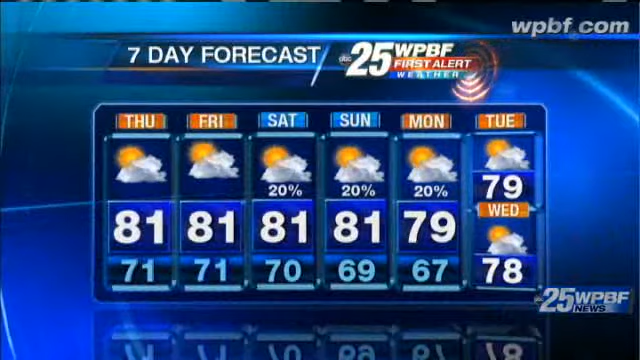 wpbf.com
7 DAY FORECAST
abc 25 WPBF
FIRST ALERT
WEATHER
THU FRI SAT SUN MON TUE
20% 20% 20%
79
WED
81 81 81 81 79
71 71 70 69 67
78
abc 25 WPBF
NEWS